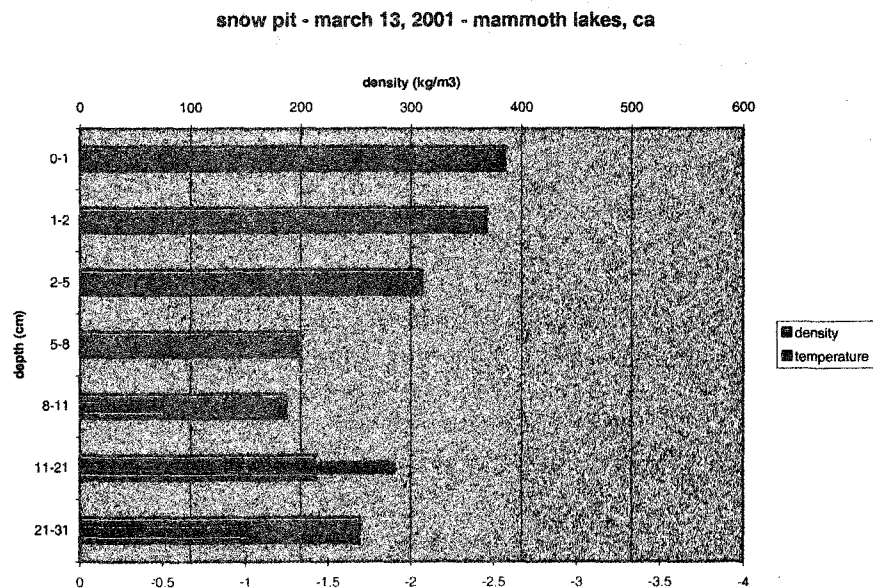 snow pit - march 13, 2001 - mammoth lakes, ca
density (kg/m3)
0 100 200 300 400 500 600
0-1
1-2
2-5
5-8
8-11
11-21
21-31
depth (cm)
density
temperature
0 -0.5 -1 -1.5 -2 -2.5 -3 -3.5 -4